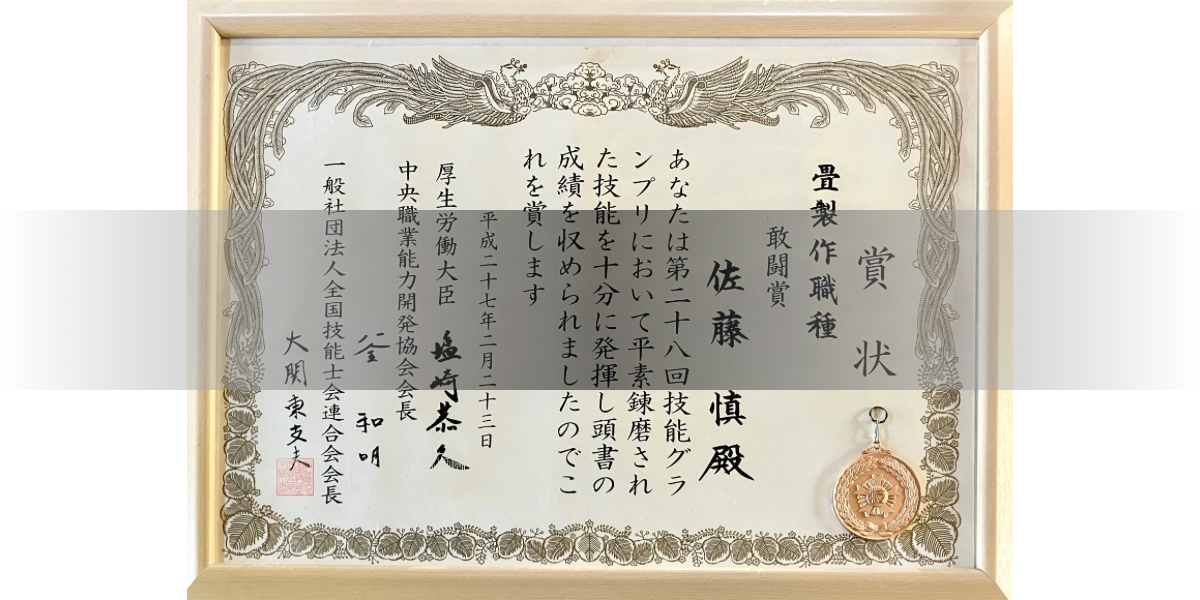 賞状
畳製作職種
敢闘賞
佐藤 慎殿
あなたは第二十八回技能グラ
ンプリにおいて平素錬磨され
た技能を十分に発揮し頭書の
成績を収められましたのでこ
れを賞します
平成二十七年二月二十三日
厚生労働大臣 塩崎恭久
中央職業能力開発協会会長
釜 和明
一般社団法人全国技能士会連合会会長
大関東支夫